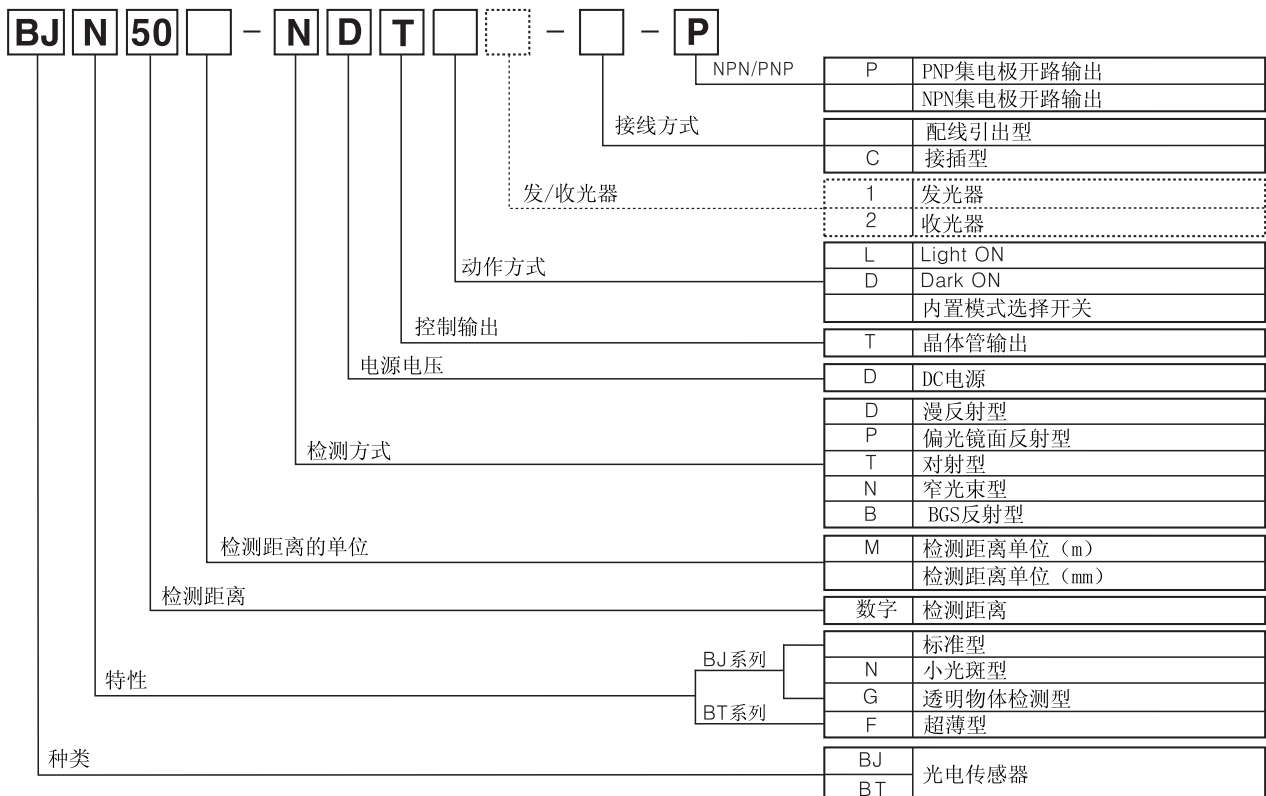 BJ N 50 - N D T - - P
NPN/PNP P PNP集电极开路输出
NPN集电极开路输出
接线方式 配线引出型
C 接插型
发/收光器 1 发光器
2 收光器
动作方式 L Light ON
D Dark ON
内置模式选择开关
控制输出 T 晶体管输出
电源电压 D DC电源
检测方式 D 漫反射型
P 偏光镜面反射型
T 对射型
N 窄光束型
B BGS反射型
检测距离的单位 M 检测距离单位（m）
检测距离单位（mm）
检测距离 数字 检测距离
特性 BJ系列 标准型
N 小光斑型
G 透明物体检测型
BT系列 F 超薄型
种类 BJ 光电传感器
BT